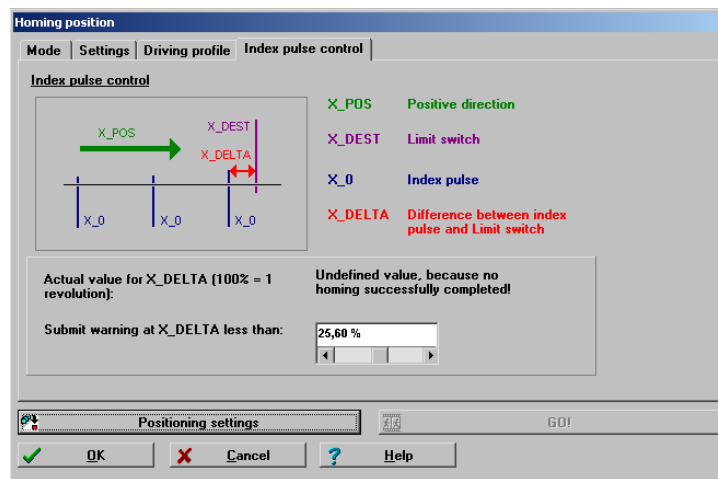 Homing position
Mode Settings Driving profile Index pulse control
Index pulse control
X_POS
X_DEST
X_DELTA
X_0 X_0 X_0
X_POS Positive direction
X_DEST Limit switch
X_0 Index pulse
X_DELTA Difference between index
pulse and Limit switch
Actual value for X_DELTA (100% = 1
revolution):
Undefined value, because no
homing successfully completed!
Submit warning at X_DELTA less than:
25,60 %
Positioning settings GO!
OK Cancel ? Help